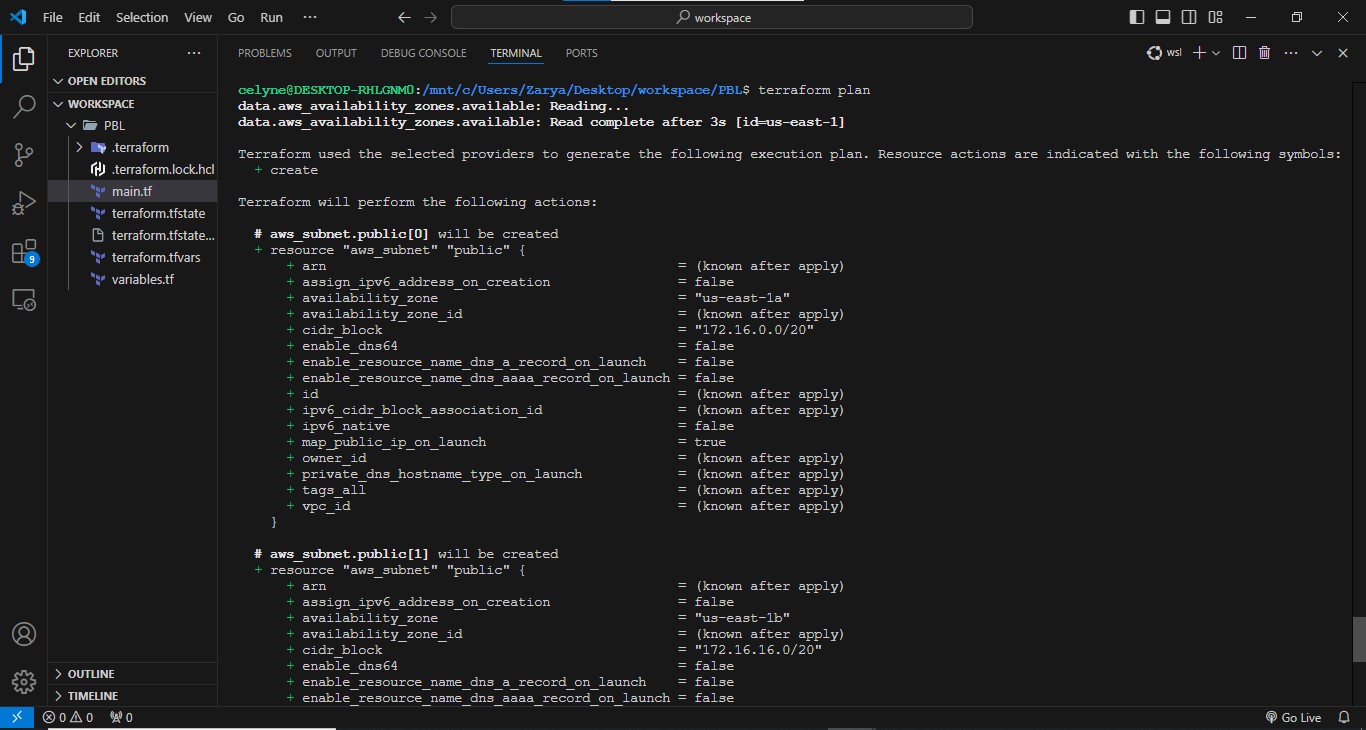 File Edit Selection View Go Run ··· workspace
EXPLORER ···
OPEN EDITORS
WORKSPACE
PBL
.terraform
.terraform.lock.hcl
main.tf
terraform.tfstate
terraform.tfstate...
terraform.tfvars
variables.tf
OUTLINE
TIMELINE
9
PROBLEMS OUTPUT DEBUG CONSOLE TERMINAL PORTS wsl ···
celyne@DESKTOP-RHLGNM0:/mnt/c/Users/Zarya/Desktop/workspace/PBL$ terraform plan
data.aws_availability_zones.available: Reading...
data.aws_availability_zones.available: Read complete after 3s [id=us-east-1]
Terraform used the selected providers to generate the following execution plan. Resource actions are indicated with the following symbols:
+ create
Terraform will perform the following actions:
# aws_subnet.public[0] will be created
+ resource "aws_subnet" "public" {
+ arn = (known after apply)
+ assign_ipv6_address_on_creation = false
+ availability_zone = "us-east-1a"
+ availability_zone_id = (known after apply)
+ cidr_block = "172.16.0.0/20"
+ enable_dns64 = false
+ enable_resource_name_dns_a_record_on_launch = false
+ enable_resource_name_dns_aaaa_record_on_launch = false
+ id = (known after apply)
+ ipv6_cidr_block_association_id = (known after apply)
+ ipv6_native = false
+ map_public_ip_on_launch = true
+ owner_id = (known after apply)
+ private_dns_hostname_type_on_launch = (known after apply)
+ tags_all = (known after apply)
+ vpc_id = (known after apply)
}
# aws_subnet.public[1] will be created
+ resource "aws_subnet" "public" {
+ arn = (known after apply)
+ assign_ipv6_address_on_creation = false
+ availability_zone = "us-east-1b"
+ availability_zone_id = (known after apply)
+ cidr_block = "172.16.16.0/20"
+ enable_dns64 = false
+ enable_resource_name_dns_a_record_on_launch = false
+ enable_resource_name_dns_aaaa_record_on_launch = false
0 0 0 Go Live